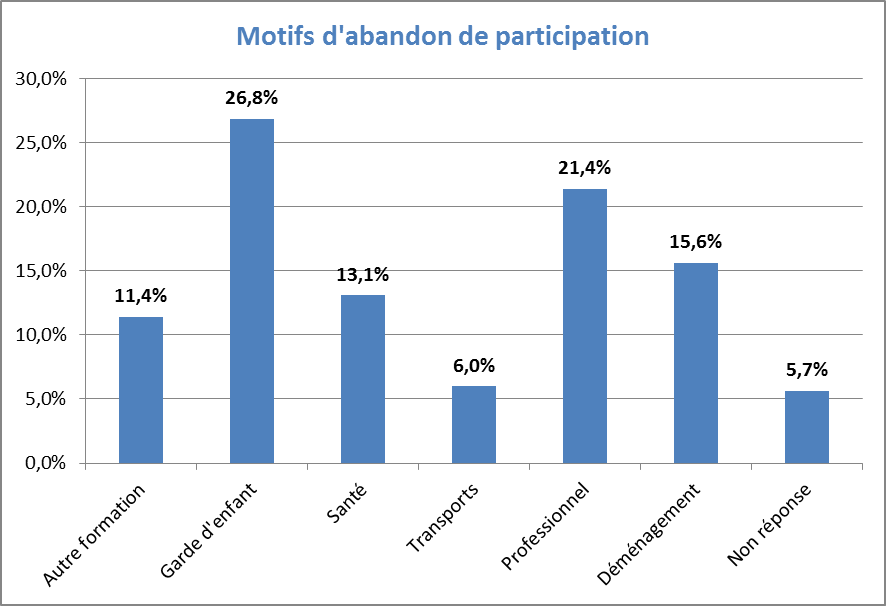 Motifs d'abandon de participation
30,0%
25,0%
20,0%
15,0%
10,0%
5,0%
0,0%
11,4%
26,8%
13,1%
6,0%
21,4%
15,6%
5,7%
Autre formation
Garde d'enfant
Santé
Transports
Professionnel
Déménagement
Non réponse